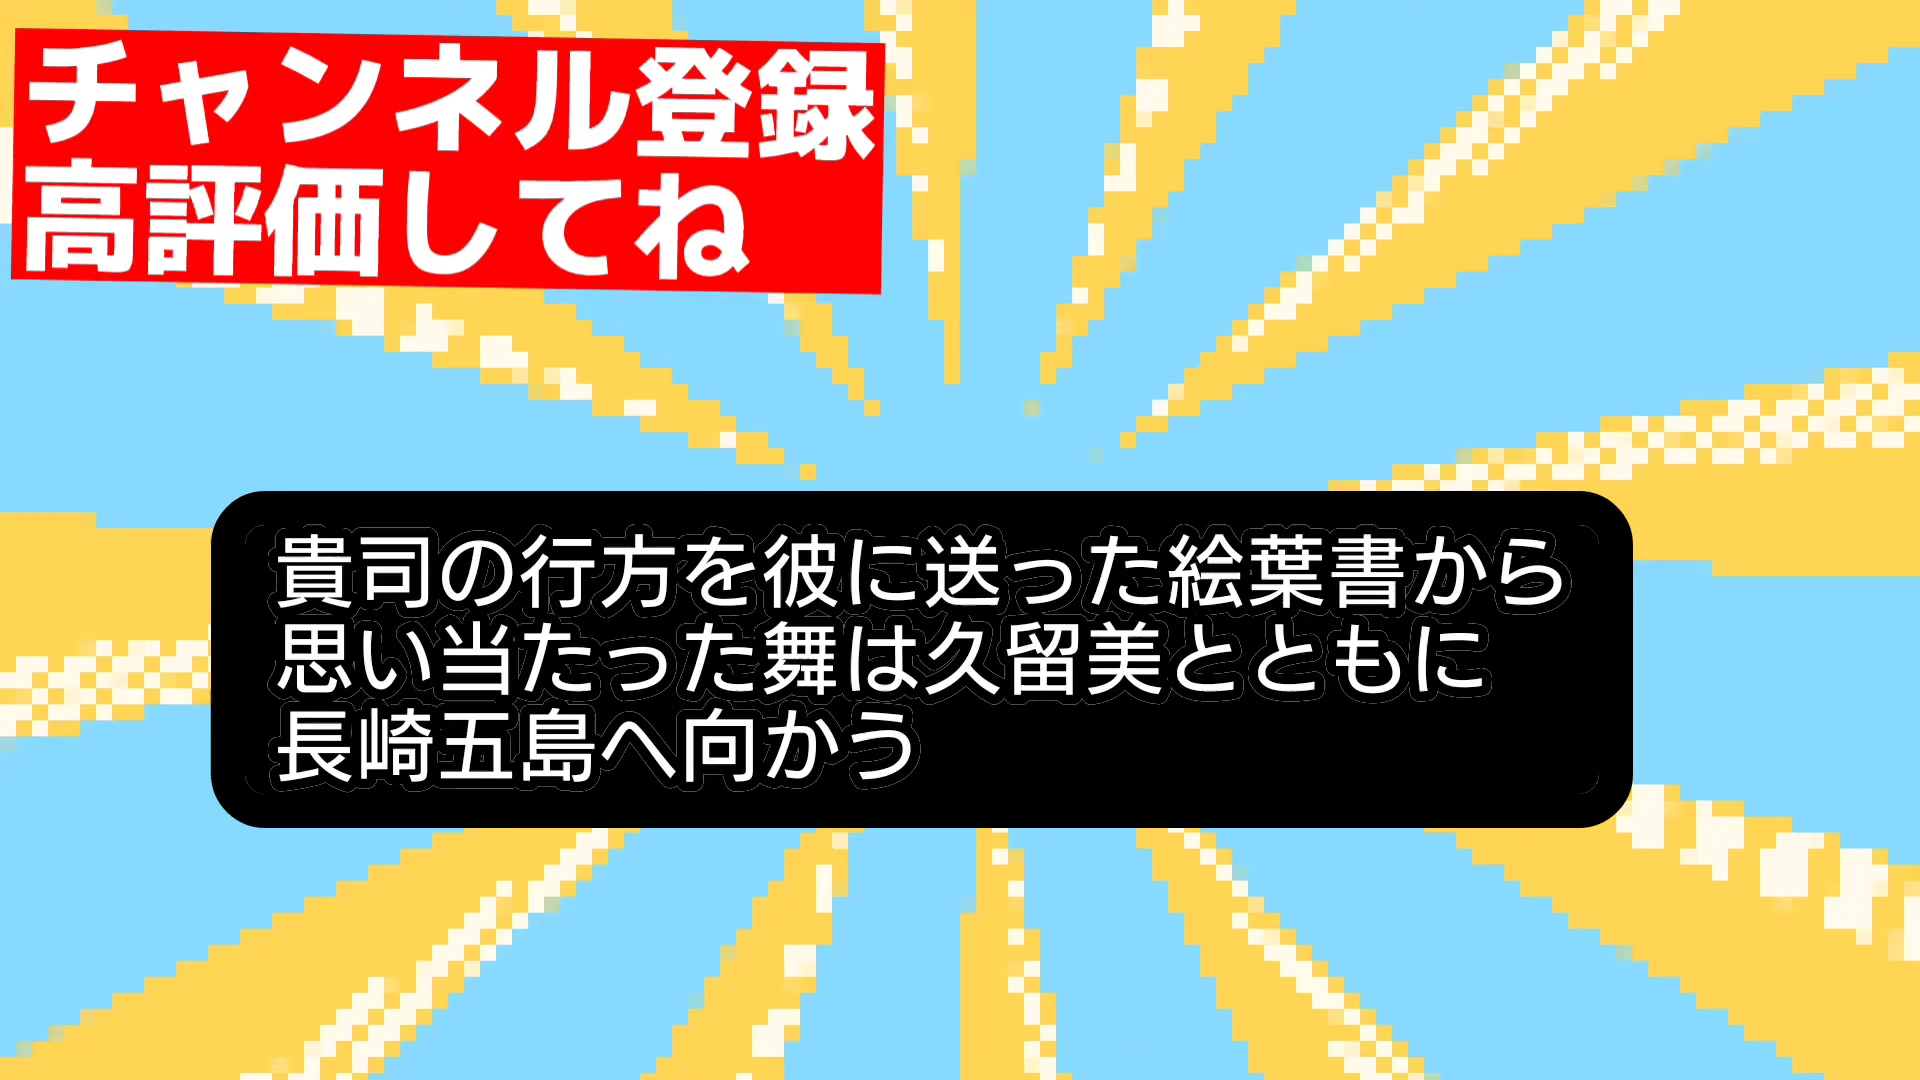 チャンネル登録
高評価してね
貴司の行方を彼に送った絵葉書から
思い当たった舞は久留美とともに
長崎五島へ向かう